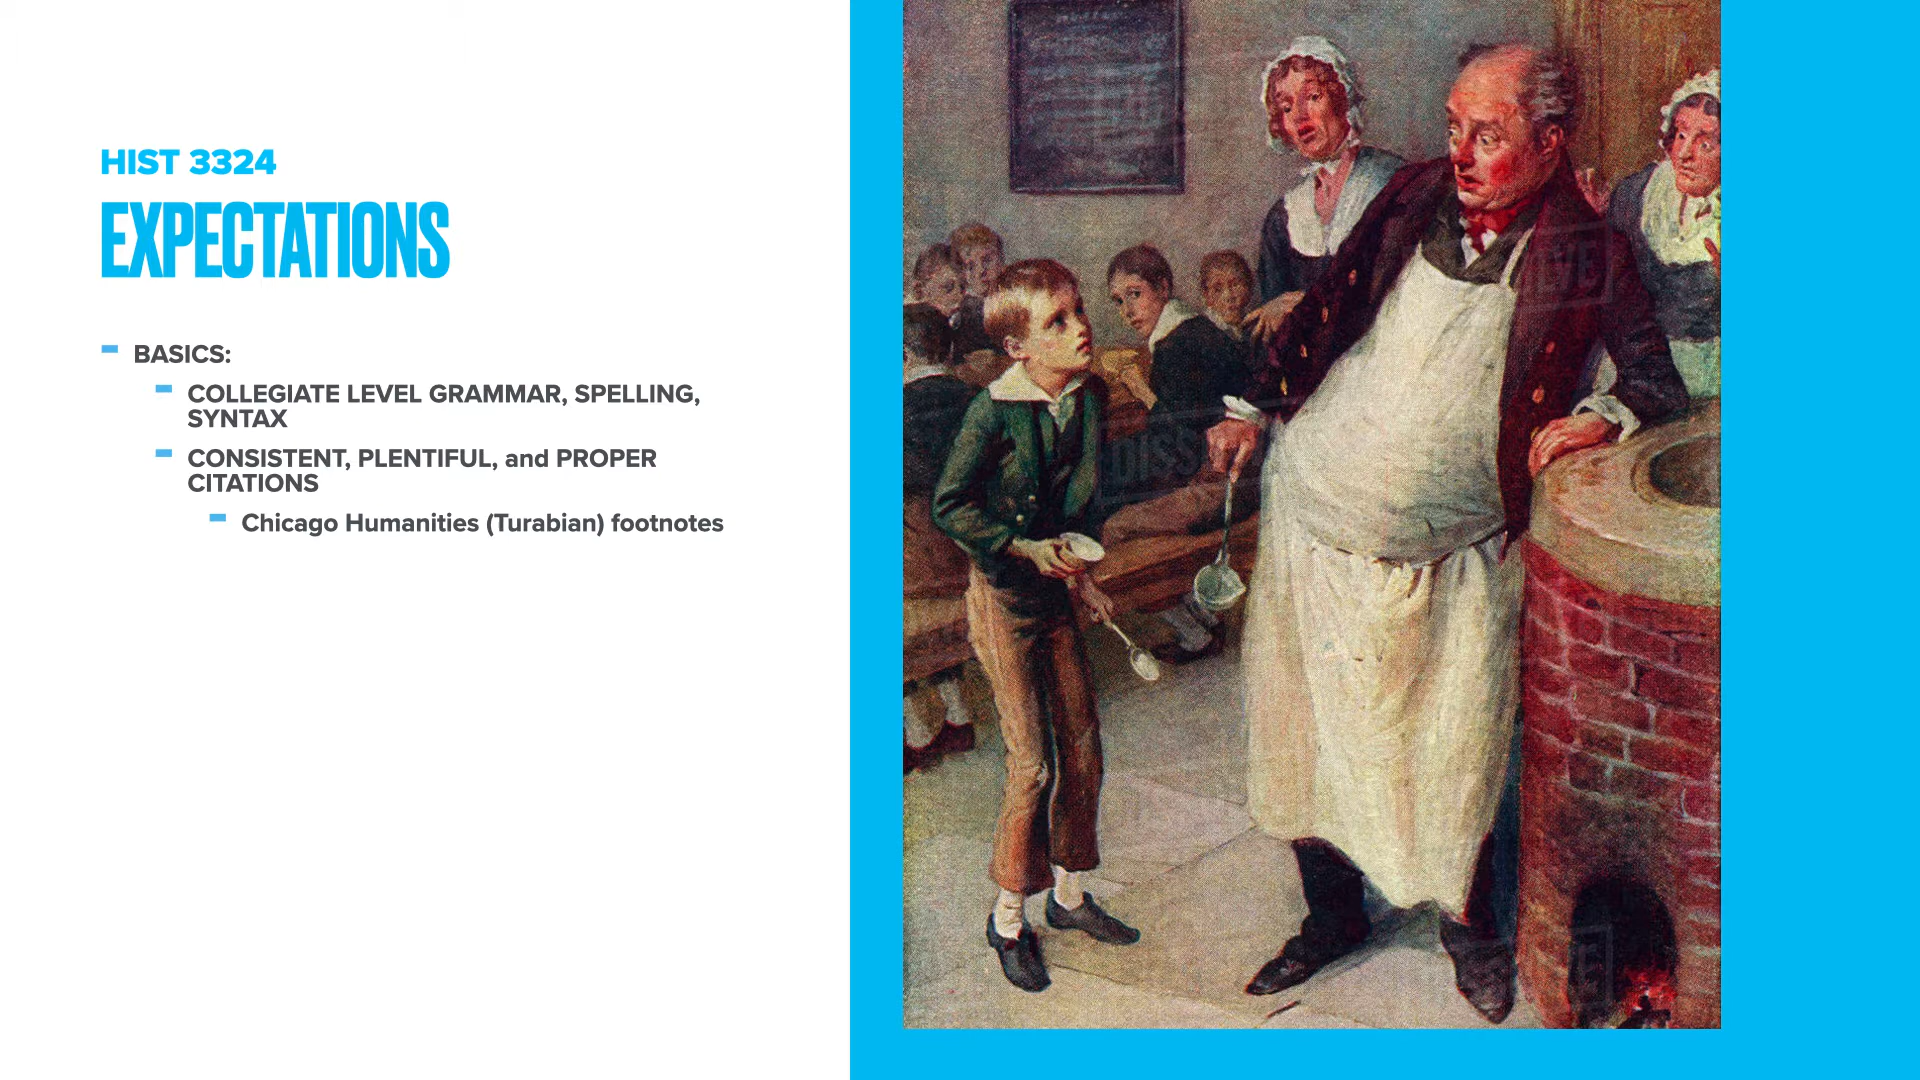 HIST 3324
EXPECTATIONS
BASICS:
COLLEGIATE LEVEL GRAMMAR, SPELLING,
SYNTAX
CONSISTENT, PLENTIFUL, and PROPER
CITATIONS
Chicago Humanities (Turabian) footnotes